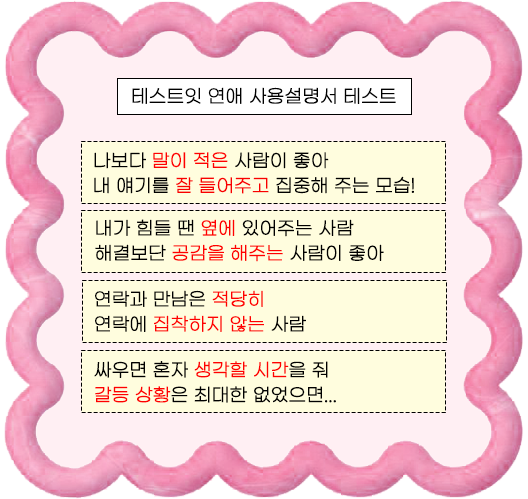 테스트잇 연애 사용설명서 테스트
나보다 말이 적은 사람이 좋아
내 얘기를 잘 들어주고 집중해 주는 모습!
내가 힘들 땐 옆에 있어주는 사람
해결보단 공감을 해주는 사람이 좋아
연락과 만남은 적당히
연락에 집착하지 않는 사람
싸우면 혼자 생각할 시간을 줘
갈등 상황은 최대한 없었으면...